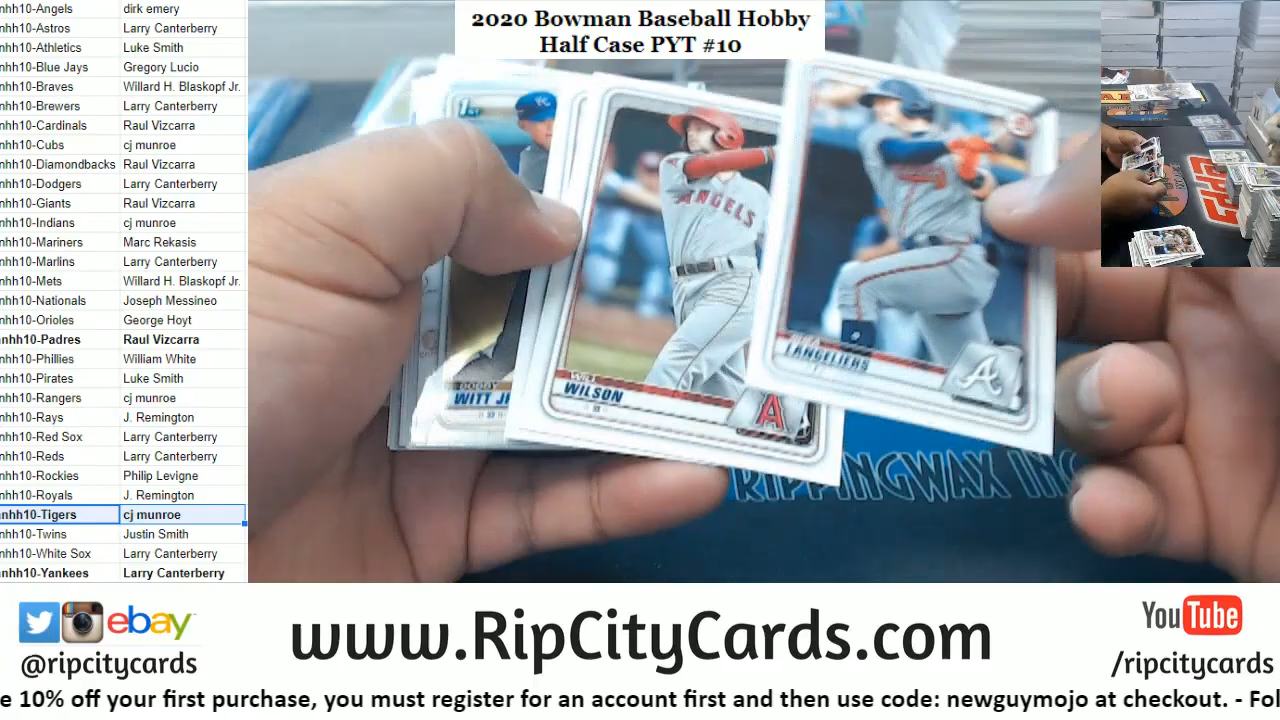 nhh10-Angels dirk emery
nhh10-Astros Larry Canterberry
nhh10-Athletics Luke Smith
nhh10-Blue Jays Gregory Lucio
nhh10-Braves Willard H. Blaskopf Jr.
nhh10-Brewers Larry Canterberry
nhh10-Cardinals Raul Vizcarra
nhh10-Cubs cj munroe
nhh10-Diamondbacks Raul Vizcarra
nhh10-Dodgers Larry Canterberry
nhh10-Giants Raul Vizcarra
nhh10-Indians cj munroe
nhh10-Mariners Marc Rekasis
nhh10-Marlins Larry Canterberry
nhh10-Mets Willard H. Blaskopf Jr.
nhh10-Nationals Joseph Messineo
nhh10-Orioles George Hoyt
nhh10-Padres Raul Vizcarra
nhh10-Phillies William White
nhh10-Pirates Luke Smith
nhh10-Rangers cj munroe
nhh10-Rays J. Remington
nhh10-Red Sox Larry Canterberry
nhh10-Reds Larry Canterberry
nhh10-Rockies Philip Levigne
nhh10-Royals J. Remington
nhh10-Tigers cj munroe
nhh10-Twins Justin Smith
nhh10-White Sox Larry Canterberry
nhh10-Yankees Larry Canterberry
2020 Bowman Baseball Hobby
Half Case PYT #10
1st
KC
BOBBY
WITT JR
ANGELS
WILL
WILSON
A
LANGELIERS
A
RIPPINGWAX INC
ebay
@ripcitycards
www.RipCityCards.com
YouTube
/ripcitycards
e 10% off your first purchase, you must register for an account first and then use code: newguymojo at checkout. - Fol